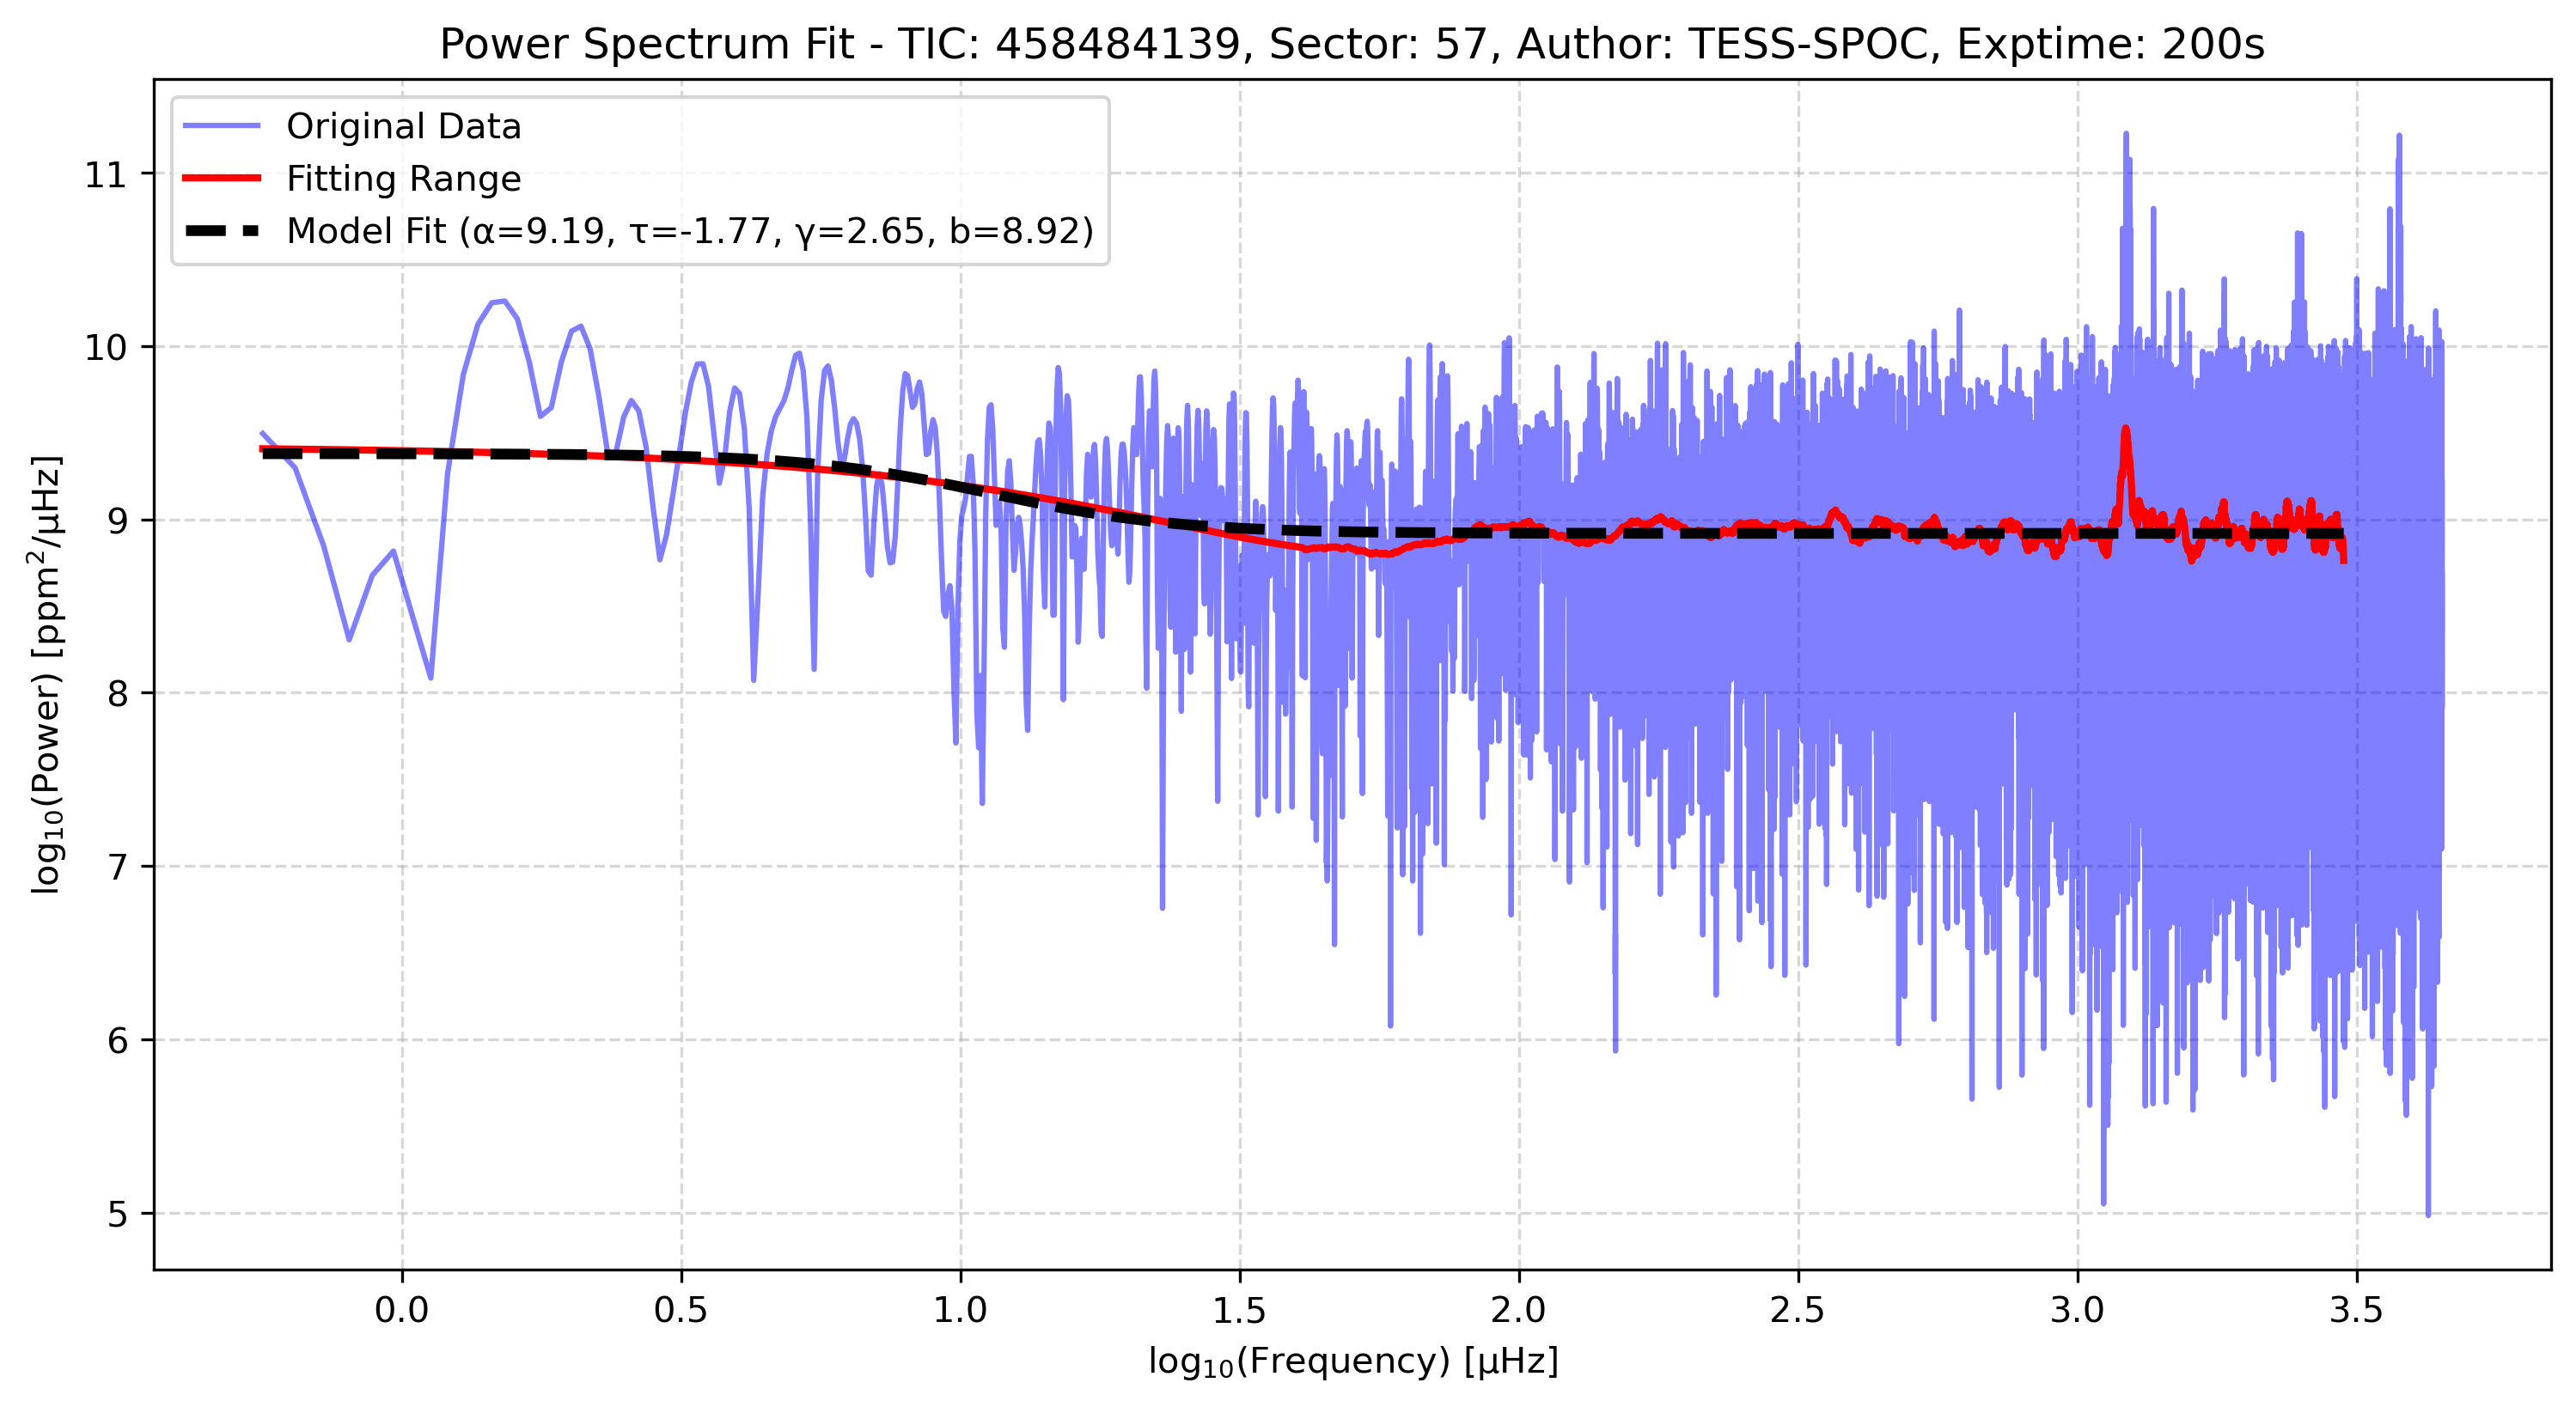 Power Spectrum Fit - TIC: 458484139, Sector: 57, Author: TESS-SPOC, Exptime: 200s
Original Data
Fitting Range
Model Fit (α=9.19, τ=-1.77, γ=2.65, b=8.92)
log₁₀(Power) [ppm²/μHz]
11
10
9
8
7
6
5
0.0 0.5 1.0 1.5 2.0 2.5 3.0 3.5
log₁₀(Frequency) [μHz]